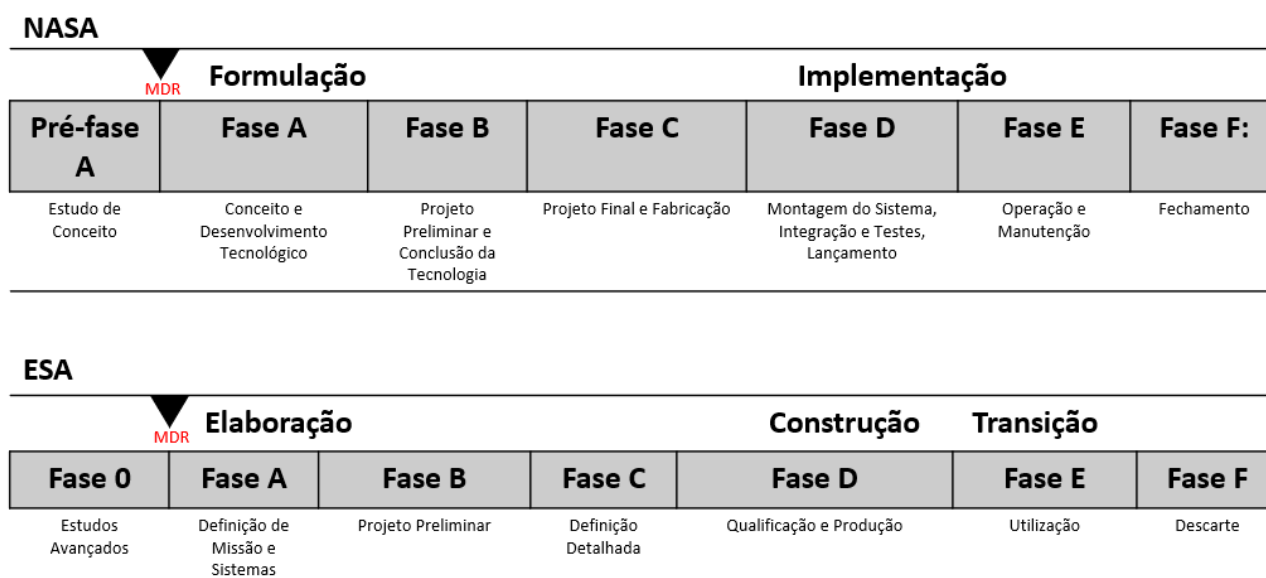 NASA
MDR
Formulação
Implementação
Pré-fase
A
Fase A
Fase B
Fase C
Fase D
Fase E
Fase F:
Estudo de
Conceito
Conceito e
Desenvolvimento
Tecnológico
Projeto
Preliminar e
Conclusão da
Tecnologia
Projeto Final e Fabricação
Montagem do Sistema,
Integração e Testes,
Lançamento
Operação e
Manutenção
Fechamento
ESA
MDR
Elaboração
Construção
Transição
Fase 0
Fase A
Fase B
Fase C
Fase D
Fase E
Fase F
Estudos
Avançados
Definição de
Missão e
Sistemas
Projeto Preliminar
Definição
Detalhada
Qualificação e Produção
Utilização
Descarte